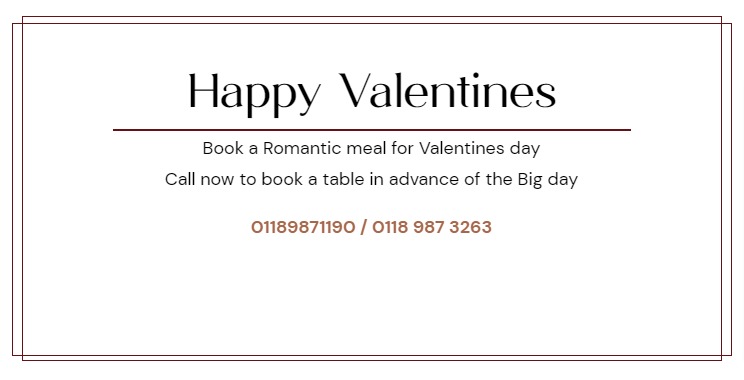 Happy Valentines
Book a Romantic meal for Valentines day
Call now to book a table in advance of the Big day
01189871190 / 0118 987 3263